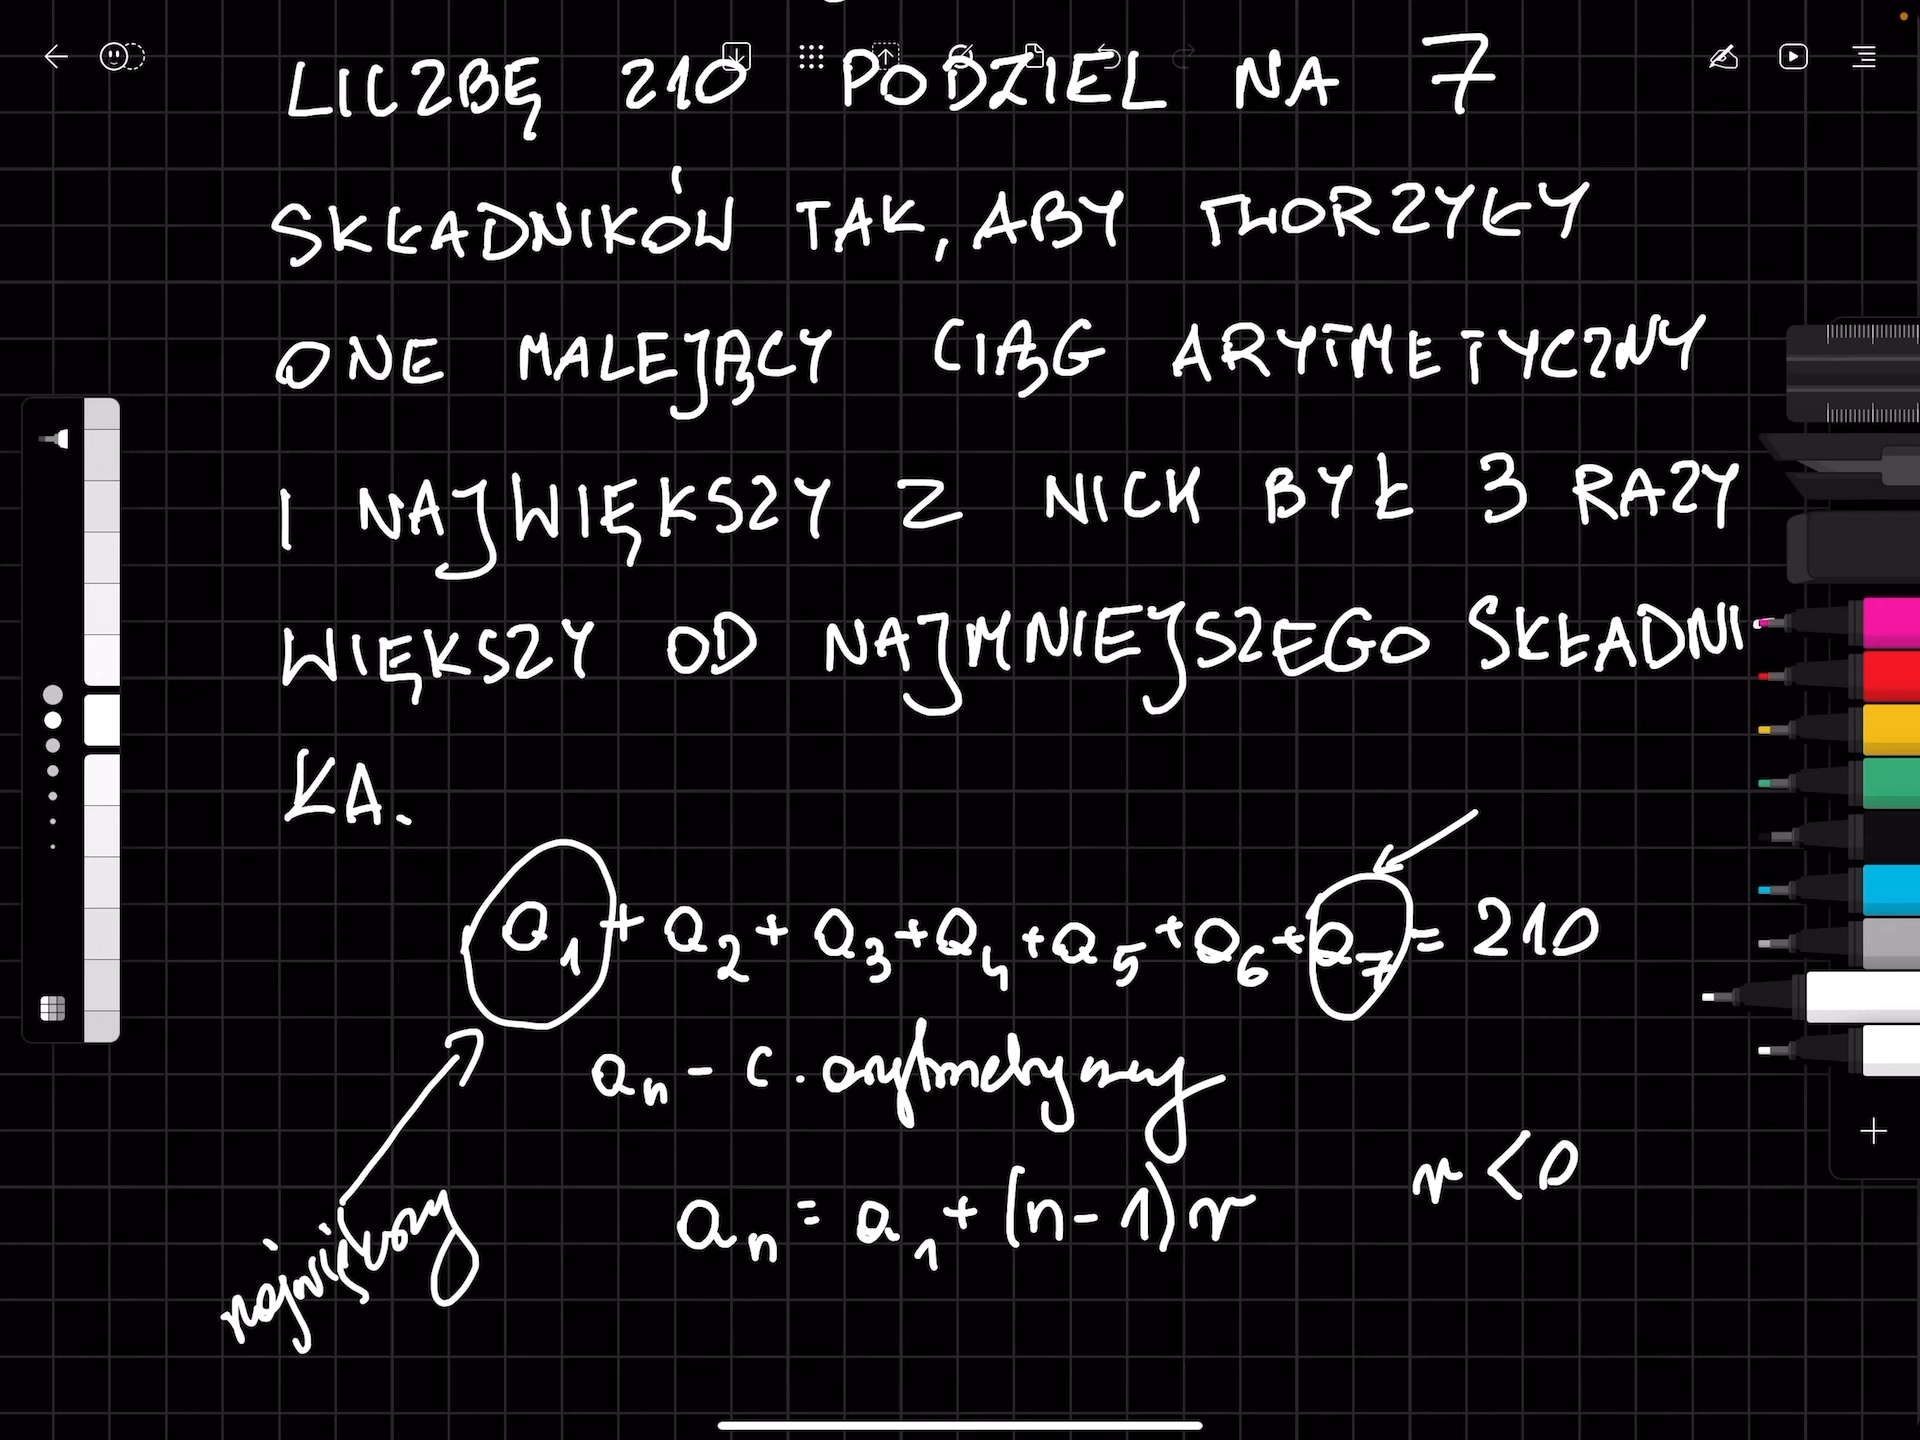 LICZBĘ 210 PODZIEL NA 7
SKŁADNIKÓW TAK, ABY TWORZYŁY
ONE MALEJĄCY CIĄG ARYTMETYCZNY
I NAJWIĘKSZY Z NICH BYŁ 3 RAZY
WIĘKSZY OD NAJMNIEJSZEGO SKŁADNI
KA.
a₁ + a₂ + a₃ + a₄ + a₅ + a₆ + a₇ = 210
aₙ - c. arytmetyczny
r < 0
aₙ = a₁ + (n-1)r
największy